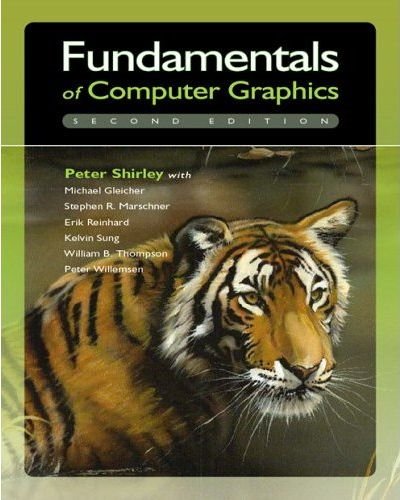 Fundamentals
of Computer Graphics
SECOND EDITION
Peter Shirley with
Michael Gleicher
Stephen R. Marschner
Erik Reinhard
Kelvin Sung
William B. Thompson
Peter Willemsen